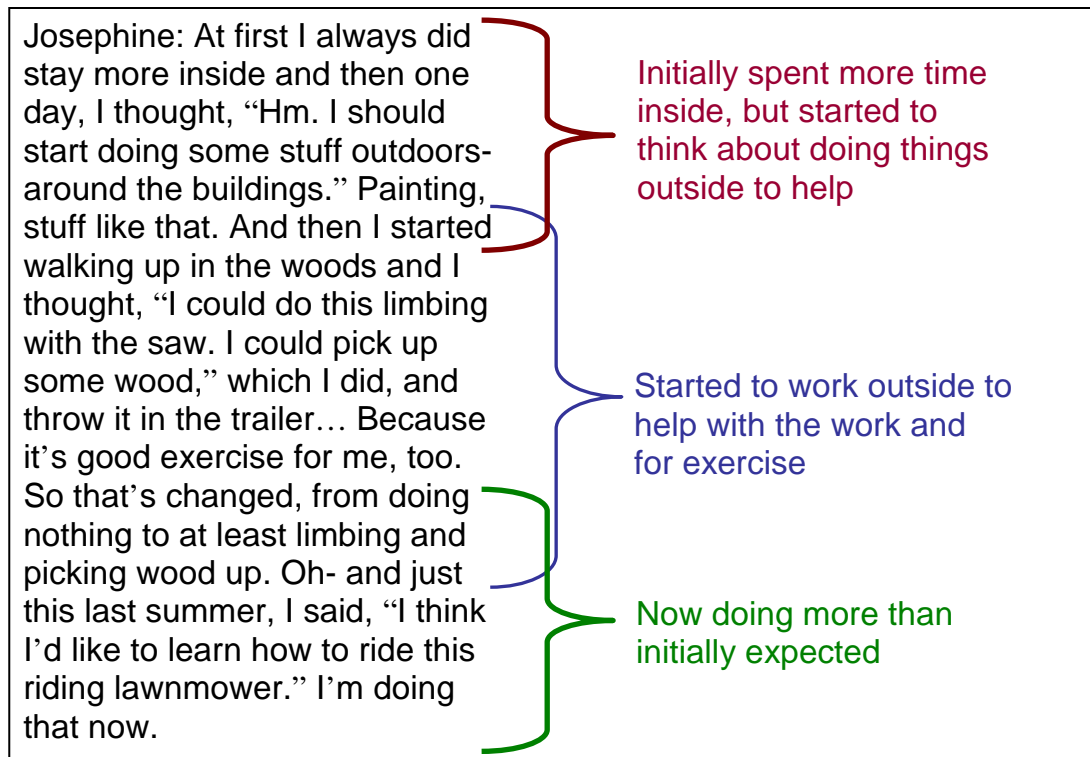 Josephine: At first I always did
stay more inside and then one
day, I thought, “Hm. I should
start doing some stuff outdoors-
around the buildings.” Painting,
stuff like that. And then I started
walking up in the woods and I
thought, “I could do this limbing
with the saw. I could pick up
some wood,” which I did, and
throw it in the trailer… Because
it’s good exercise for me, too.
So that’s changed, from doing
nothing to at least limbing and
picking wood up. Oh- and just
this last summer, I said, “I think
I’d like to learn how to ride this
riding lawnmower.” I’m doing
that now.
Initially spent more time
inside, but started to
think about doing things
outside to help
Started to work outside to
help with the work and
for exercise
Now doing more than
initially expected